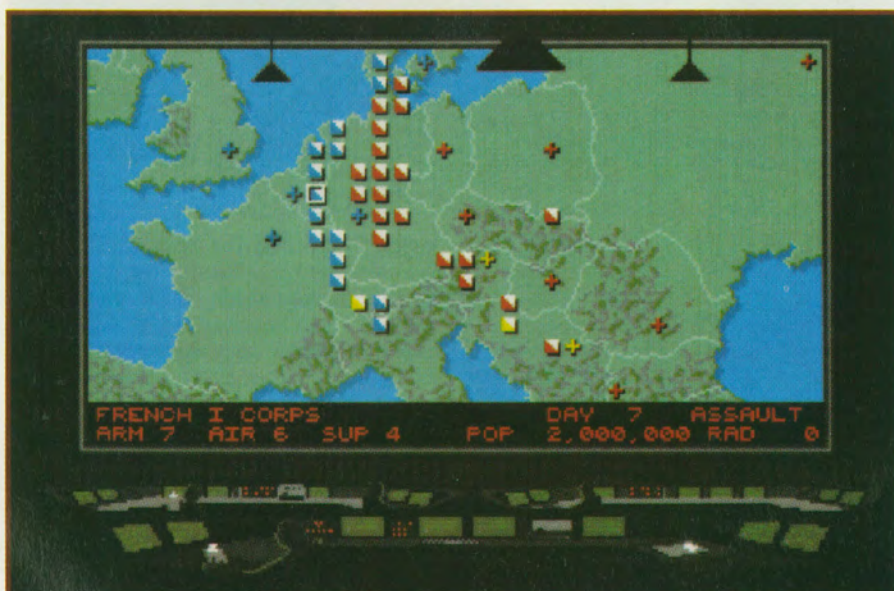 FRENCH I CORPS DAY 7 ASSAULT
ARM 7 AIR 6 SUP 4 POP 2,000,000 RAD 0